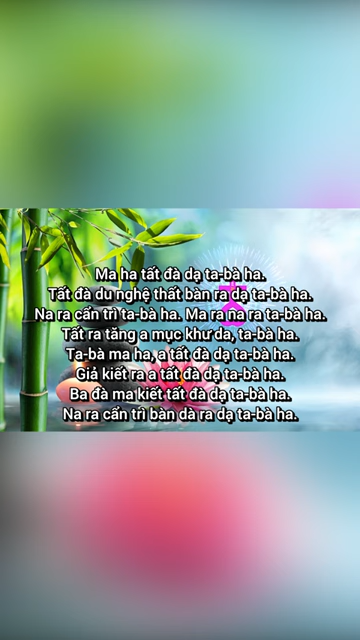 Ma ha tất đà dạ ta-bà ha.
Tất đà du nghệ thất bàn ra dạ ta-bà ha.
Na ra cẩn trì ta-bà ha. Ma ra na ra ta-bà ha.
Tất ra tăng a mục khư da, ta-bà ha.
Ta-bà ma ha, a tất đà dạ ta-bà ha.
Giả kiết ra a tất đà dạ ta-bà ha.
Ba đà ma kiết tất đà dạ ta-bà ha.
Na ra cẩn trì bàn dà ra dạ ta-bà ha.